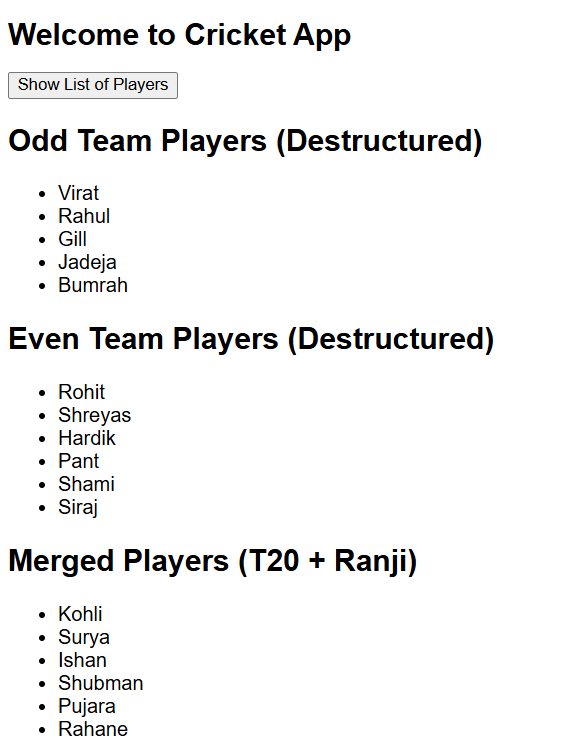 Welcome to Cricket App
Show List of Players
Odd Team Players (Destructured)
Virat
Rahul
Gill
Jadeja
Bumrah
Even Team Players (Destructured)
Rohit
Shreyas
Hardik
Pant
Shami
Siraj
Merged Players (T20 + Ranji)
Kohli
Surya
Ishan
Shubman
Pujara
Rahane